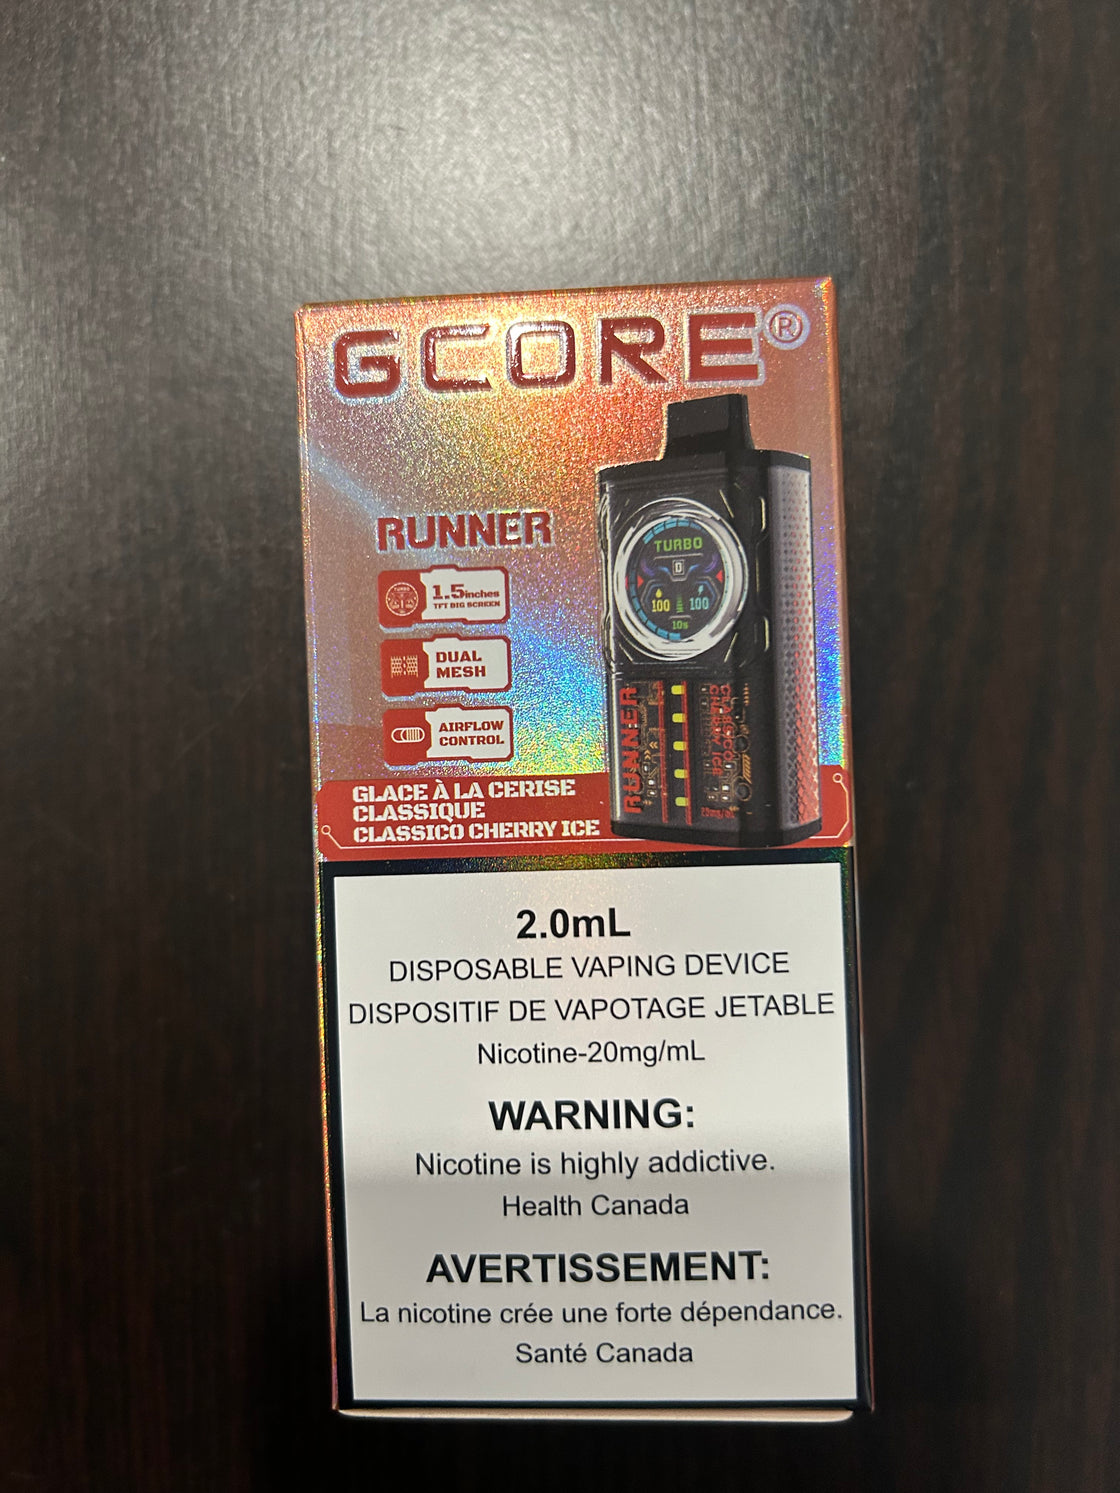 GCORE®
RUNNER
1.5inches
TFT BIG SCREEN
DUAL
MESH
AIRFLOW
CONTROL
TURBO
D
100
100
10s
RUNNER
GLACE À LA CERISE
CLASSIQUE
CLASSICO CHERRY ICE
2.0mL
DISPOSABLE VAPING DEVICE
DISPOSITIF DE VAPOTAGE JETABLE
Nicotine-20mg/mL
WARNING:
Nicotine is highly addictive.
Health Canada
AVERTISSEMENT:
La nicotine crée une forte dépendance.
Santé Canada